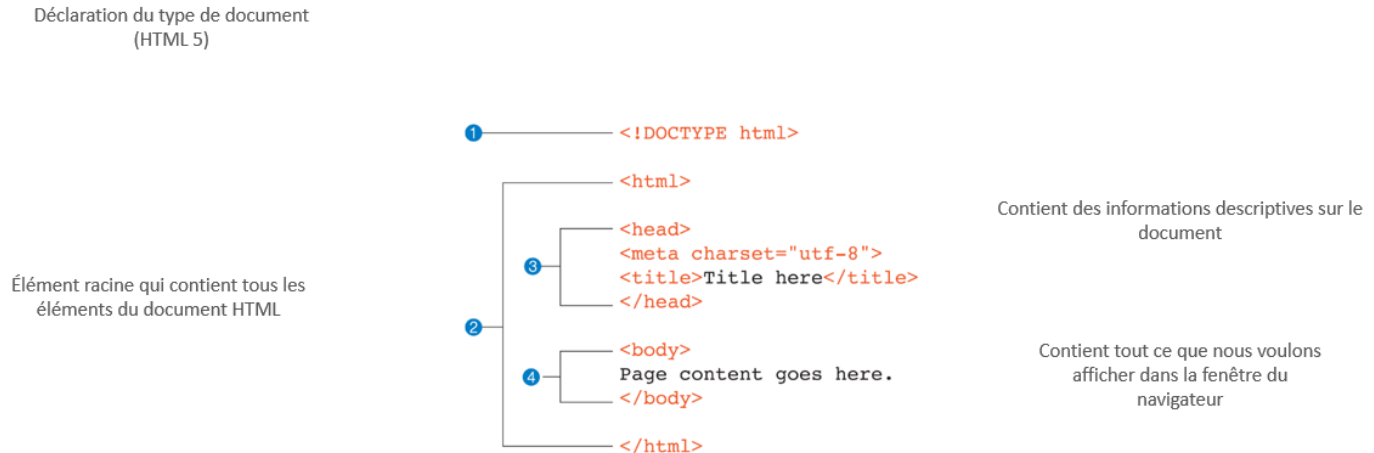 Déclaration du type de document
(HTML 5)
1
<!DOCTYPE html>
<html>
Contient des informations descriptives sur le
document
<head>
<meta charset="utf-8">
3
<title>Title here</title>
</head>
Élément racine qui contient tous les
éléments du document HTML
2
<body>
4
Page content goes here.
</body>
Contient tout ce que nous voulons
afficher dans la fenêtre du
navigateur
</html>